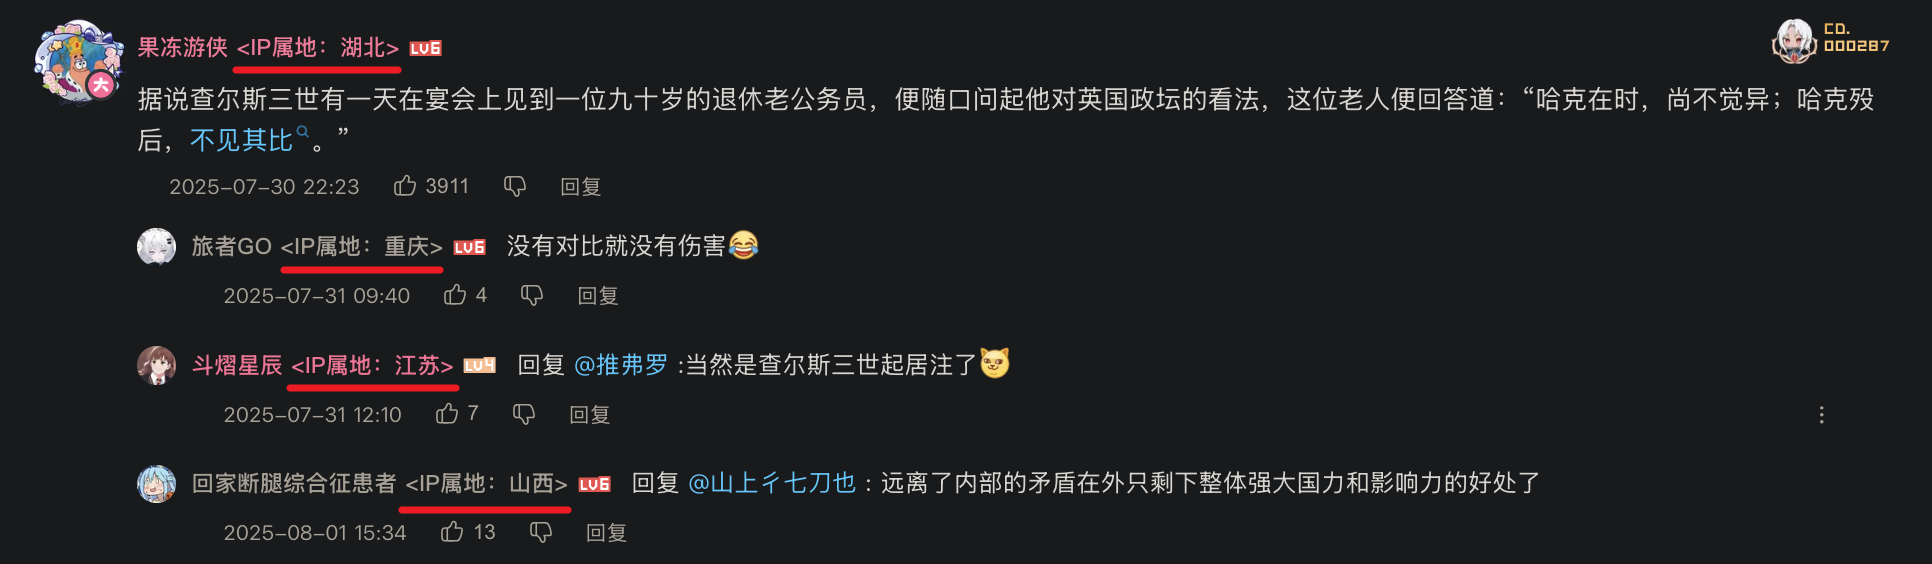 果冻游侠 <IP属地：湖北> LV6
CD.
000287
据说查尔斯三世有一天在宴会上见到一位九十岁的退休老公务员，便随口问起他对英国政坛的看法，这位老人便回答道：“哈克在时，尚不觉异；哈克殁
后，不见其比。”
2025-07-30 22:23 3911 回复
旅者GO <IP属地：重庆> LV6 没有对比就没有伤害😂
2025-07-31 09:40 4 回复
斗熠星辰 <IP属地：江苏> LV4 回复 @推弗罗 :当然是查尔斯三世起居注了
2025-07-31 12:10 7 回复
回家断腿综合征患者 <IP属地：山西> LV6 回复 @山上彳七刀也 : 远离了内部的矛盾在外只剩下整体强大国力和影响力的好处了
2025-08-01 15:34 13 回复